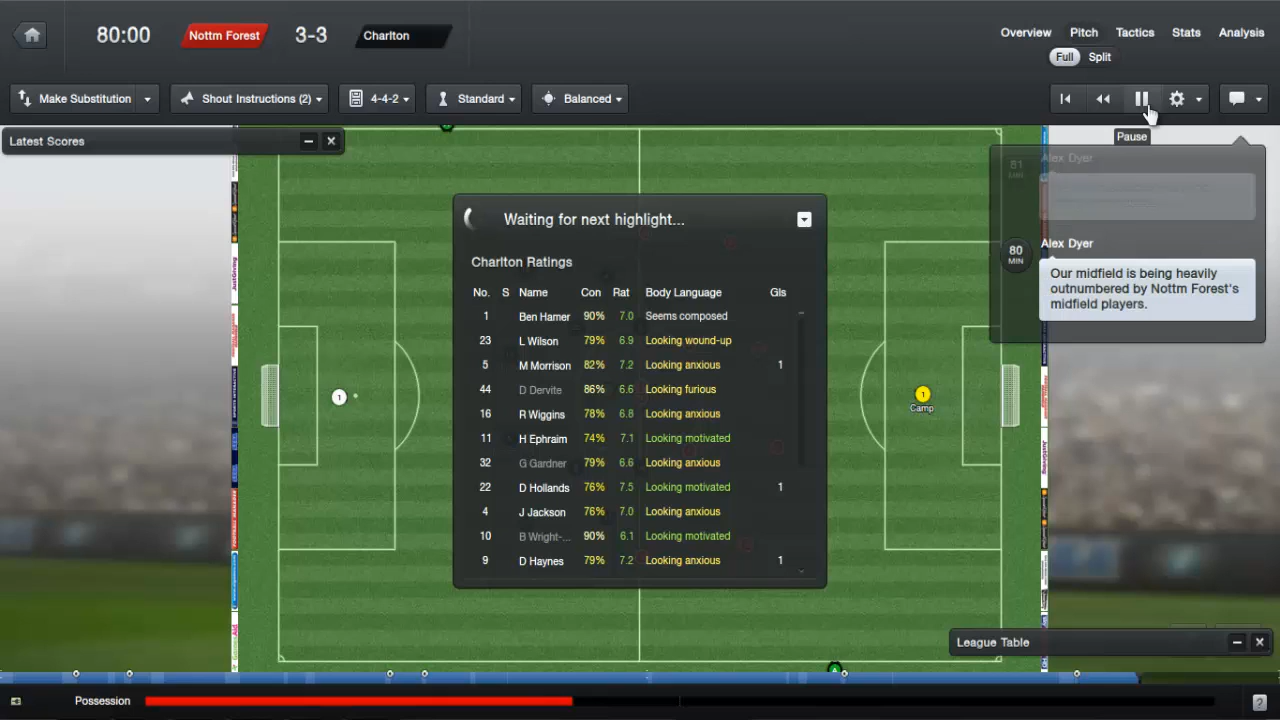 80:00 Nottm Forest 3-3 Charlton
Overview Pitch Tactics Stats Analysis
Full Split
Make Substitution Shout Instructions (2) 4-4-2 Standard Balanced
Pause
Latest Scores
81
MIN
Alex Dyer
80
MIN
Alex Dyer
Our midfield is being heavily
outnumbered by Nottm Forest's
midfield players.
Waiting for next highlight...
Charlton Ratings
No. S Name Con Rat Body Language Gls
1 Ben Hamer 90% 7.0 Seems composed
23 L Wilson 79% 6.9 Looking wound-up
5 M Morrison 82% 7.2 Looking anxious 1
44 D Dervite 86% 6.6 Looking furious
16 R Wiggins 78% 6.8 Looking anxious
11 H Ephraim 74% 7.1 Looking motivated
32 G Gardner 79% 6.6 Looking anxious
22 D Hollands 76% 7.5 Looking motivated 1
4 J Jackson 76% 7.0 Looking anxious
10 B Wright-... 90% 6.1 Looking motivated
9 D Haynes 79% 7.2 Looking anxious 1
1
1
Camp
League Table
Possession
?